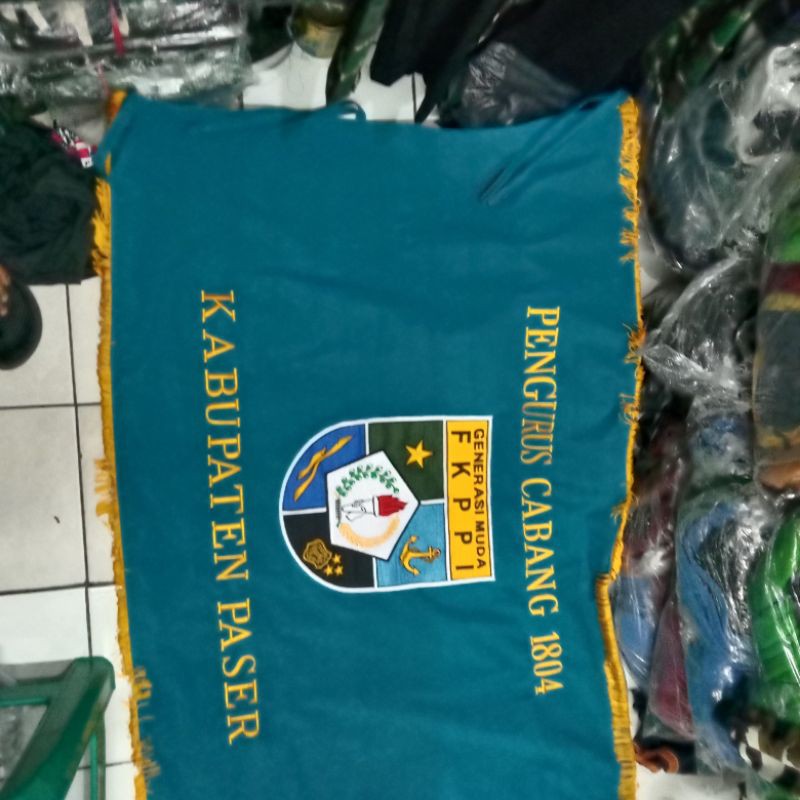 PENGURUS CABANG 1804
GENERASI MUDA
FKPPI
KABUPATEN PASER